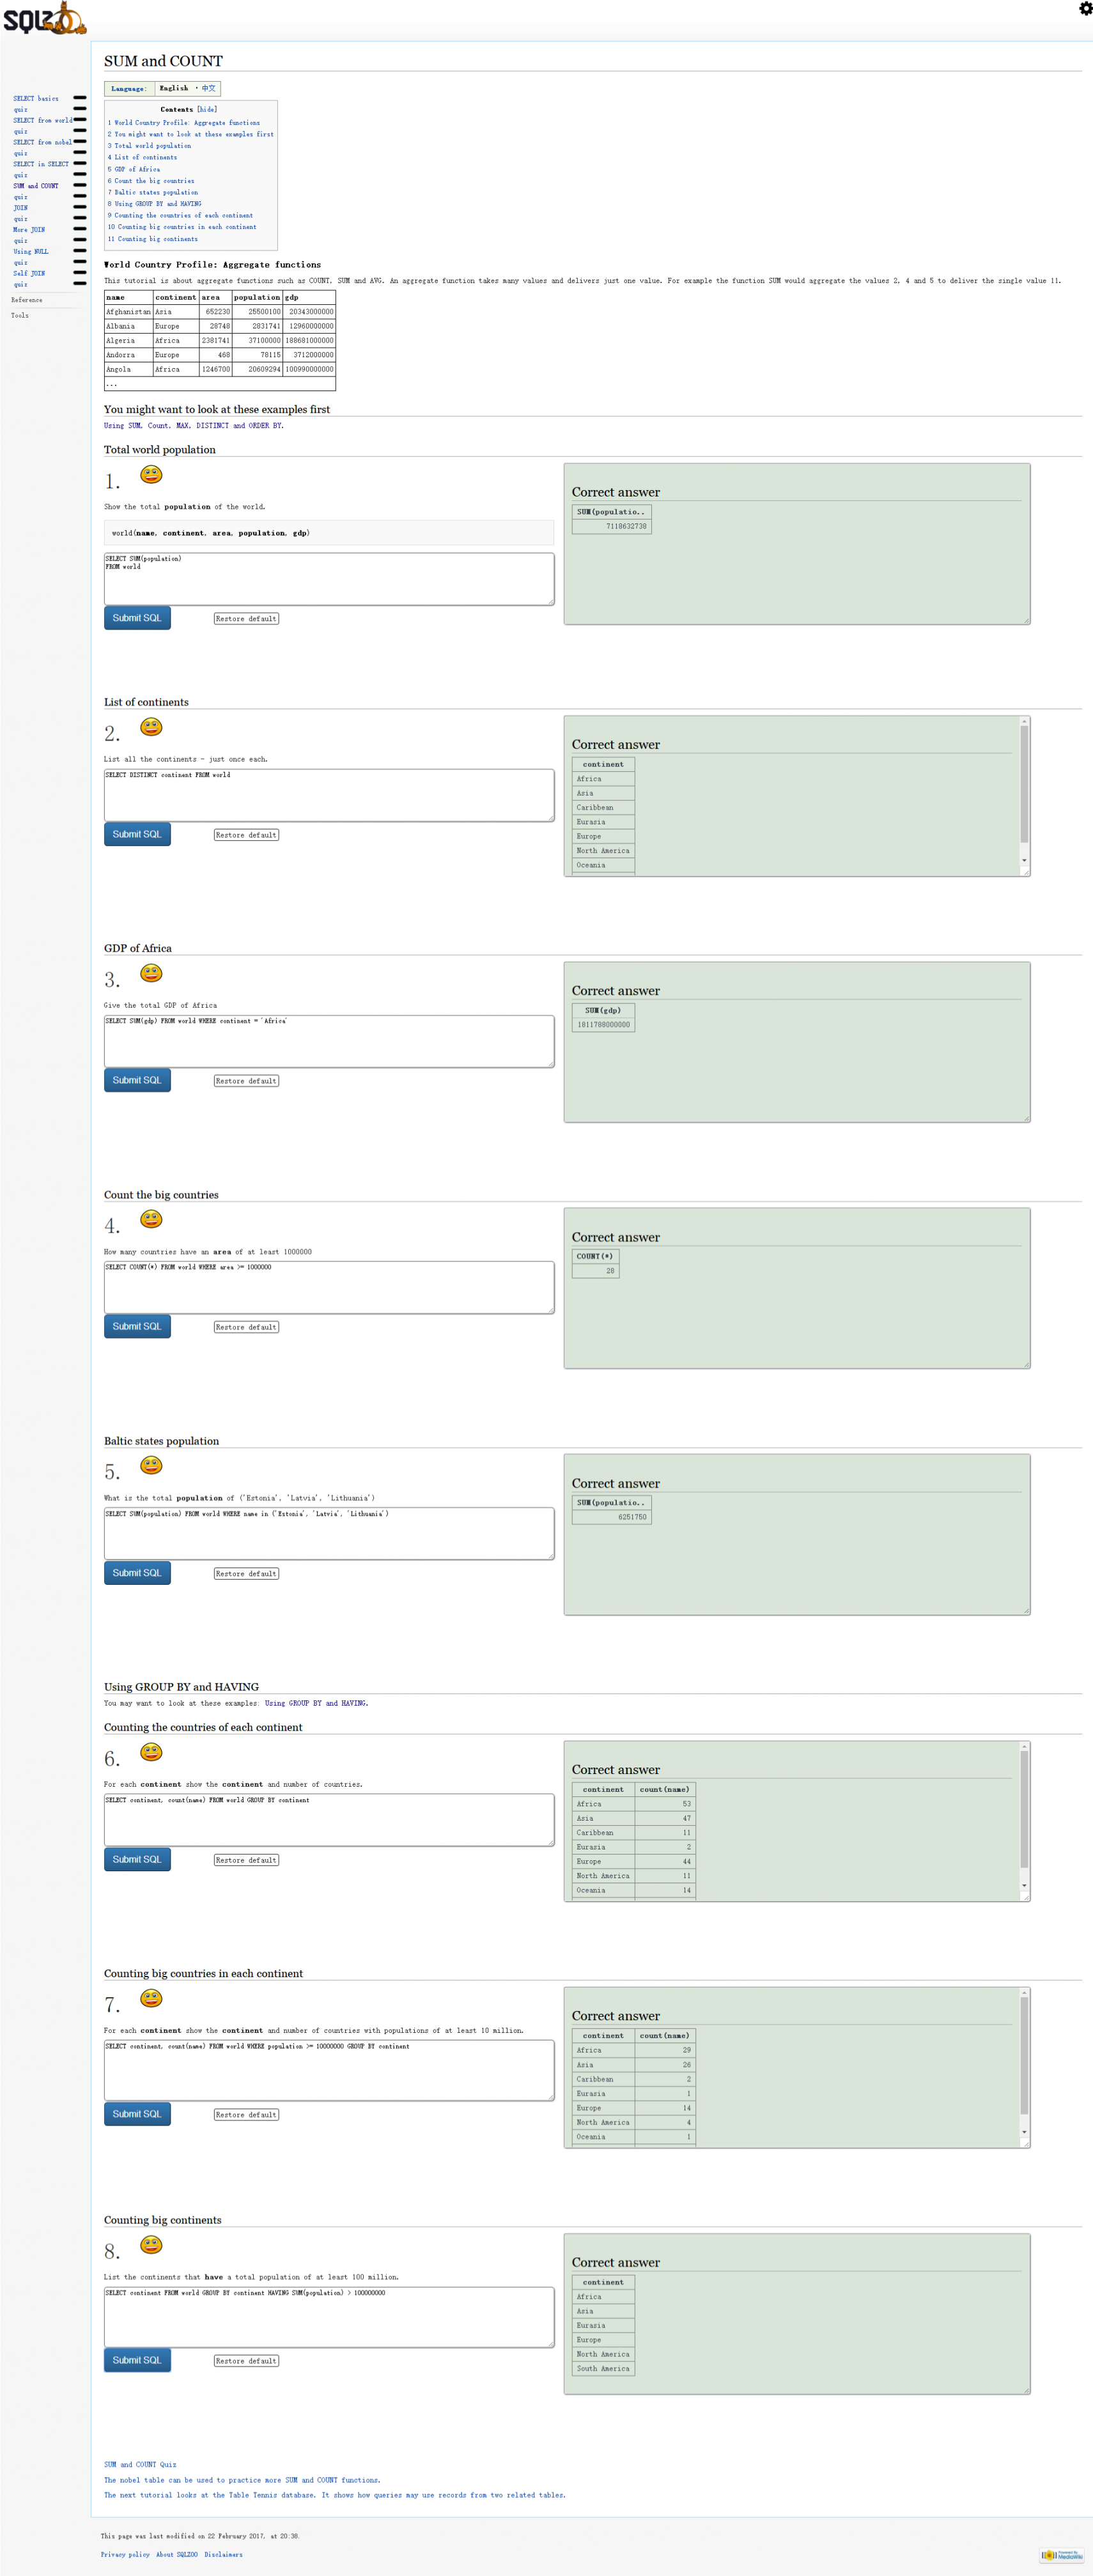 SQLZOO
SUM and COUNT
Language: English · 中文
Contents [hide]
1 World Country Profile: Aggregate functions
2 You might want to look at these examples first
3 Total world population
4 List of continents
5 GDP of Africa
6 Count the big countries
7 Baltic states population
8 Using GROUP BY and HAVING
9 Counting the countries of each continent
10 Counting big countries in each continent
11 Counting big continents
SELECT basics
quiz
SELECT from world
quiz
SELECT from nobel
quiz
SELECT in SELECT
quiz
SUM and COUNT
quiz
JOIN
quiz
More JOIN
quiz
Using NULL
quiz
Self JOIN
quiz
Reference
Tools
World Country Profile: Aggregate functions
This tutorial is about aggregate functions such as COUNT, SUM and AVG. An aggregate function takes many values and delivers just one value. For example the function SUM would aggregate the values 2, 4 and 5 to deliver the single value 11.
name continent area population gdp
Afghanistan Asia 652230 25500100 20343000000
Albania Europe 28748 2831741 12960000000
Algeria Africa 2381741 37100000 188681000000
Andorra Europe 468 78115 3712000000
Angola Africa 1246700 20609294 100990000000
...
You might want to look at these examples first
Using SUM, Count, MAX, DISTINCT and ORDER BY.
Total world population
1.
Show the total population of the world.
world(name, continent, area, population, gdp)
SELECT SUM(population)
FROM world
Submit SQL Restore default
Correct answer
SUM(populatio..
7118632738
List of continents
2.
List all the continents - just once each.
SELECT DISTINCT continent FROM world
Submit SQL Restore default
Correct answer
continent
Africa
Asia
Caribbean
Eurasia
Europe
North America
Oceania
GDP of Africa
3.
Give the total GDP of Africa
SELECT SUM(gdp) FROM world WHERE continent = 'Africa'
Submit SQL Restore default
Correct answer
SUM(gdp)
1811788000000
Count the big countries
4.
How many countries have an area of at least 1000000
SELECT COUNT(*) FROM world WHERE area >= 1000000
Submit SQL Restore default
Correct answer
COUNT(*)
28
Baltic states population
5.
What is the total population of ('Estonia', 'Latvia', 'Lithuania')
SELECT SUM(population) FROM world WHERE name in ('Estonia', 'Latvia', 'Lithuania')
Submit SQL Restore default
Correct answer
SUM(populatio..
6251750
Using GROUP BY and HAVING
You may want to look at these examples: Using GROUP BY and HAVING.
Counting the countries of each continent
6.
For each continent show the continent and number of countries.
SELECT continent, count(name) FROM world GROUP BY continent
Submit SQL Restore default
Correct answer
continent count(name)
Africa 53
Asia 47
Caribbean 11
Eurasia 2
Europe 44
North America 11
Oceania 14
Counting big countries in each continent
7.
For each continent show the continent and number of countries with populations of at least 10 million.
SELECT continent, count(name) FROM world WHERE population >= 10000000 GROUP BY continent
Submit SQL Restore default
Correct answer
continent count(name)
Africa 29
Asia 26
Caribbean 2
Eurasia 1
Europe 14
North America 4
Oceania 1
Counting big continents
8.
List the continents that have a total population of at least 100 million.
SELECT continent FROM world GROUP BY continent HAVING SUM(population) > 100000000
Submit SQL Restore default
Correct answer
continent
Africa
Asia
Eurasia
Europe
North America
South America
SUM and COUNT Quiz
The nobel table can be used to practice more SUM and COUNT functions.
The next tutorial looks at the Table Tennis database. It shows how queries may use records from two related tables.
This page was last modified on 22 February 2017, at 20:38.
Privacy policy About SQLZOO Disclaimers
Powered By
MediaWiki